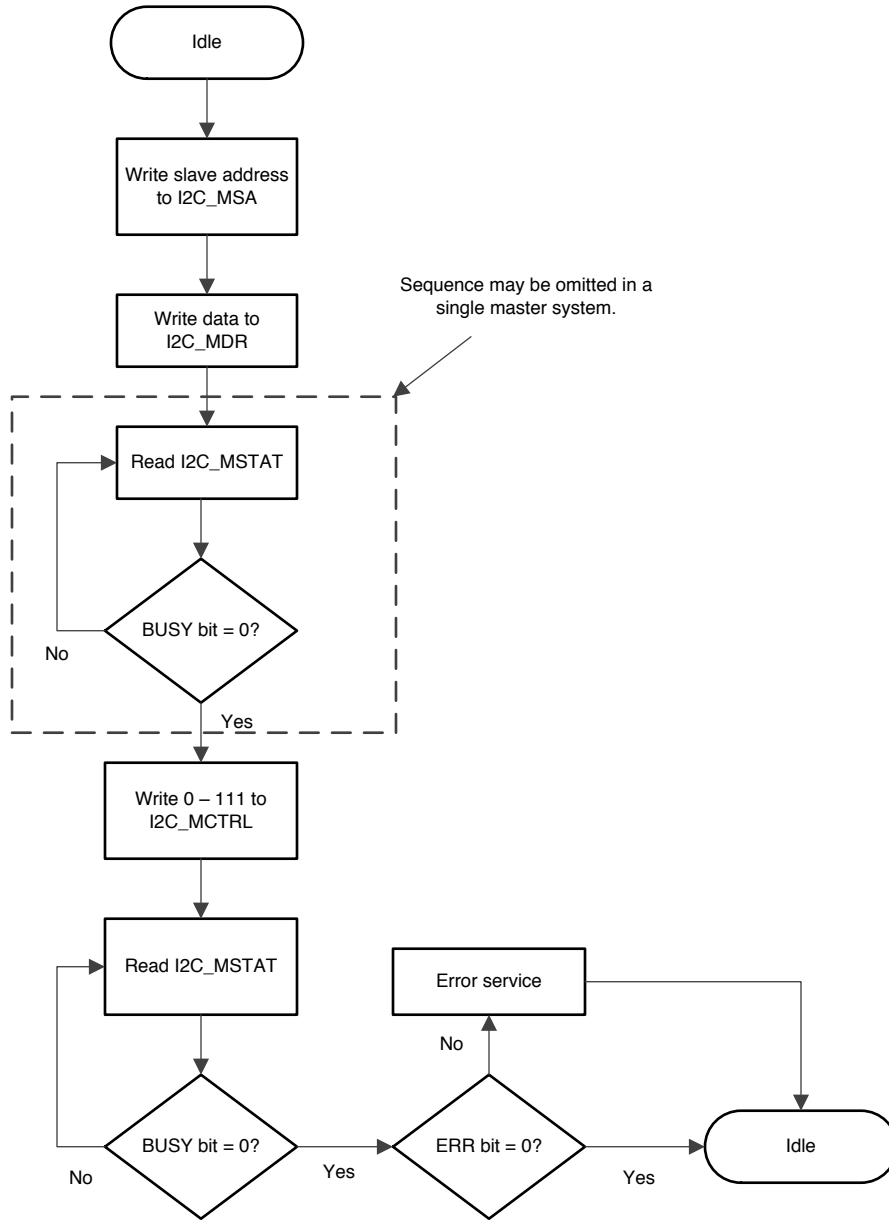 Idle
Write slave address
to I2C_MSA
Sequence may be omitted in a
single master system.
Write data to
I2C_MDR
Read I2C_MSTAT
BUSY bit = 0?
No
Yes
Write 0 – 111 to
I2C_MCTRL
Read I2C_MSTAT
Error service
No
BUSY bit = 0?
ERR bit = 0?
Idle
No
Yes
Yes